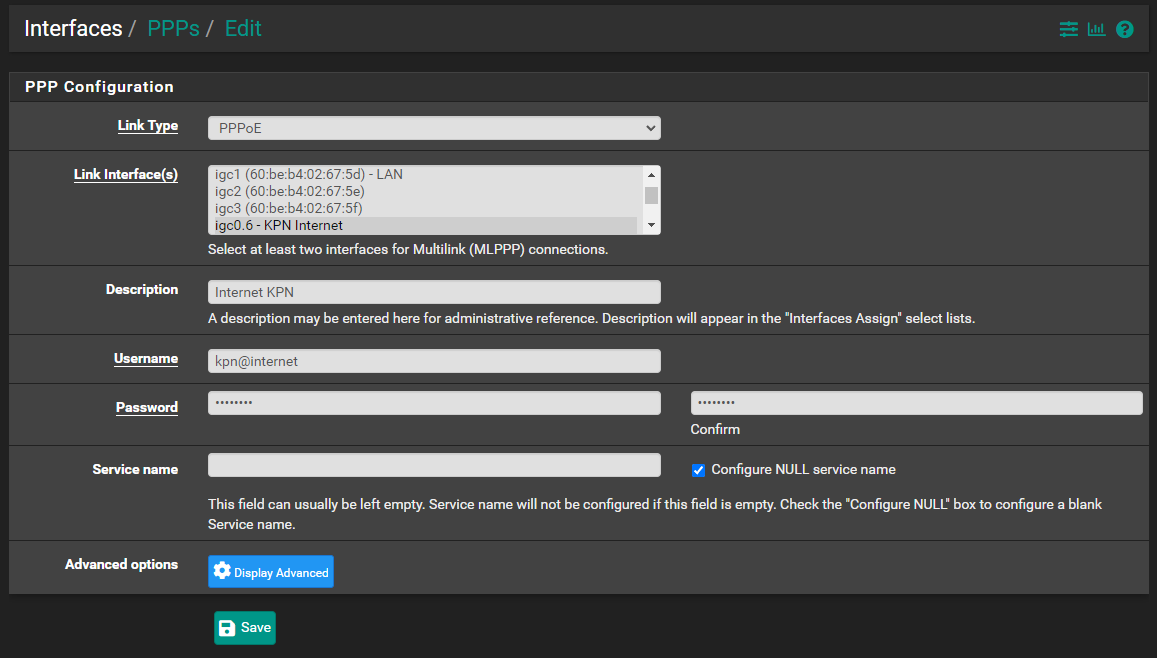 Interfaces / PPPs / Edit
PPP Configuration
Link Type
PPPoE
Link Interface(s)
igc1 (60:be:b4:02:67:5d) - LAN
igc2 (60:be:b4:02:67:5e)
igc3 (60:be:b4:02:67:5f)
igc0.6 - KPN Internet
Select at least two interfaces for Multilink (MLPPP) connections.
Description
Internet KPN
A description may be entered here for administrative reference. Description will appear in the "Interfaces Assign" select lists.
Username
kpn@internet
Password
•••••••• ••••••••
Confirm
Service name
Configure NULL service name
This field can usually be left empty. Service name will not be configured if this field is empty. Check the "Configure NULL" box to configure a blank
Service name.
Advanced options
Display Advanced
Save